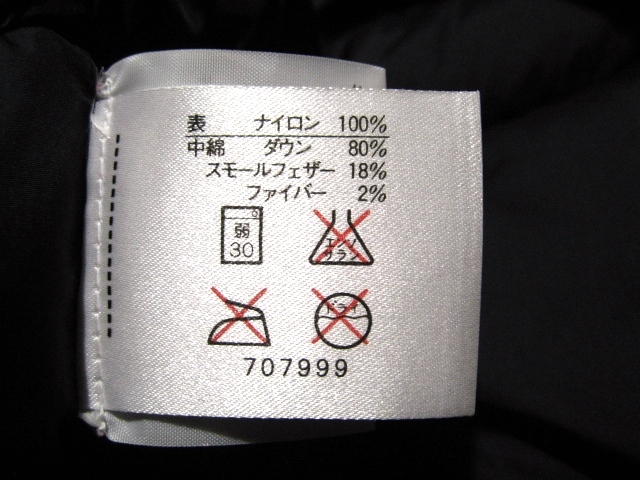 表 ナイロン 100%
中綿 ダウン 80%
スモールフェザー 18%
ファイバー 2%
弱
30
エンソ
サラシ
ドライ
707999